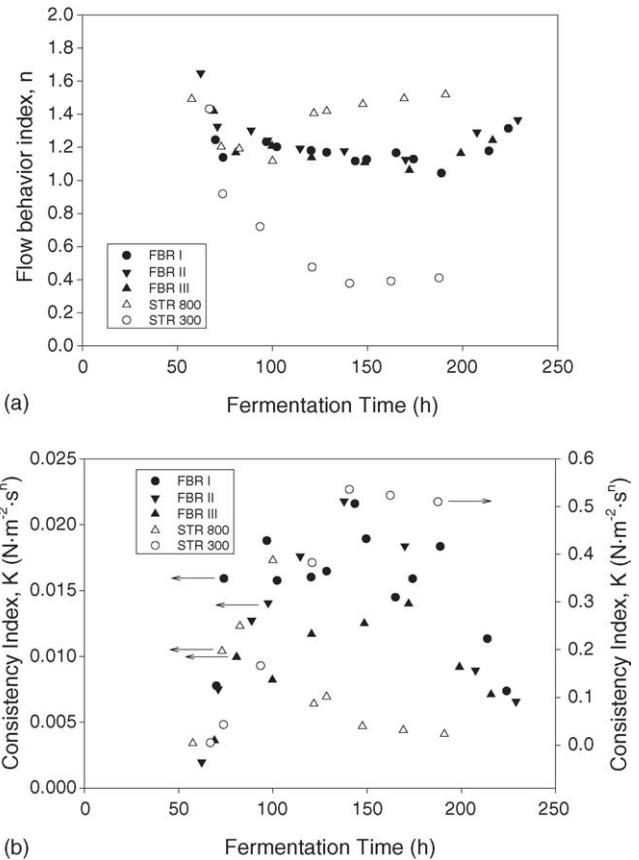 2.0
1.8
1.6
1.4
1.2
1.0
0.8
0.6
0.4
0.2
0.0
Flow behavior index, n
FBR I
FBR II
FBR III
STR 800
STR 300
0 50 100 150 200 250
(a)
Fermentation Time (h)
0.025
0.020
0.015
0.010
0.005
0.000
Consistency Index, K (N·m⁻²·sⁿ)
FBR I
FBR II
FBR III
STR 800
STR 300
0.6
0.5
0.4
0.3
0.2
0.1
0.0
Consistency Index, K (N·m⁻²·sⁿ)
0 50 100 150 200 250
(b)
Fermentation Time (h)